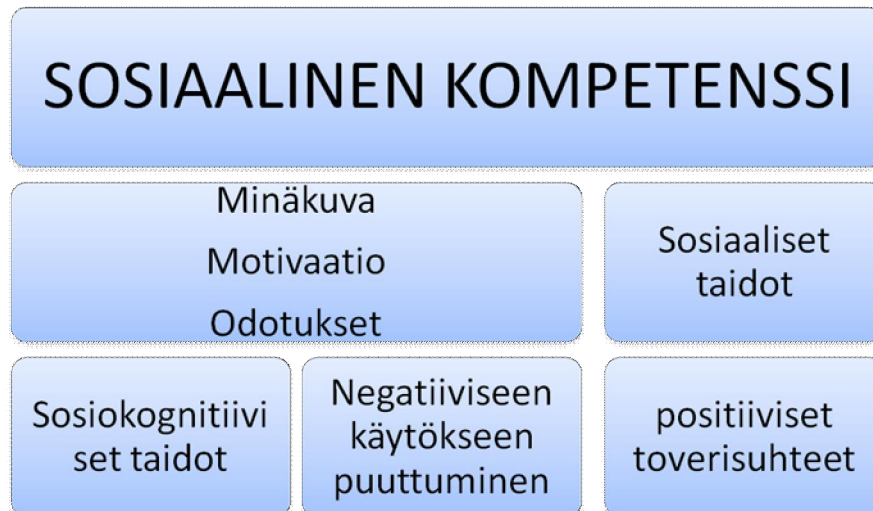 SOSIAALINEN KOMPETENSSI
Minäkuva
Motivaatio
Odotukset
Sosiaaliset
taidot
Sosiokognitiivi
set taidot
Negatiiviseen
käytökseen
puuttuminen
positiiviset
toverisuhteet